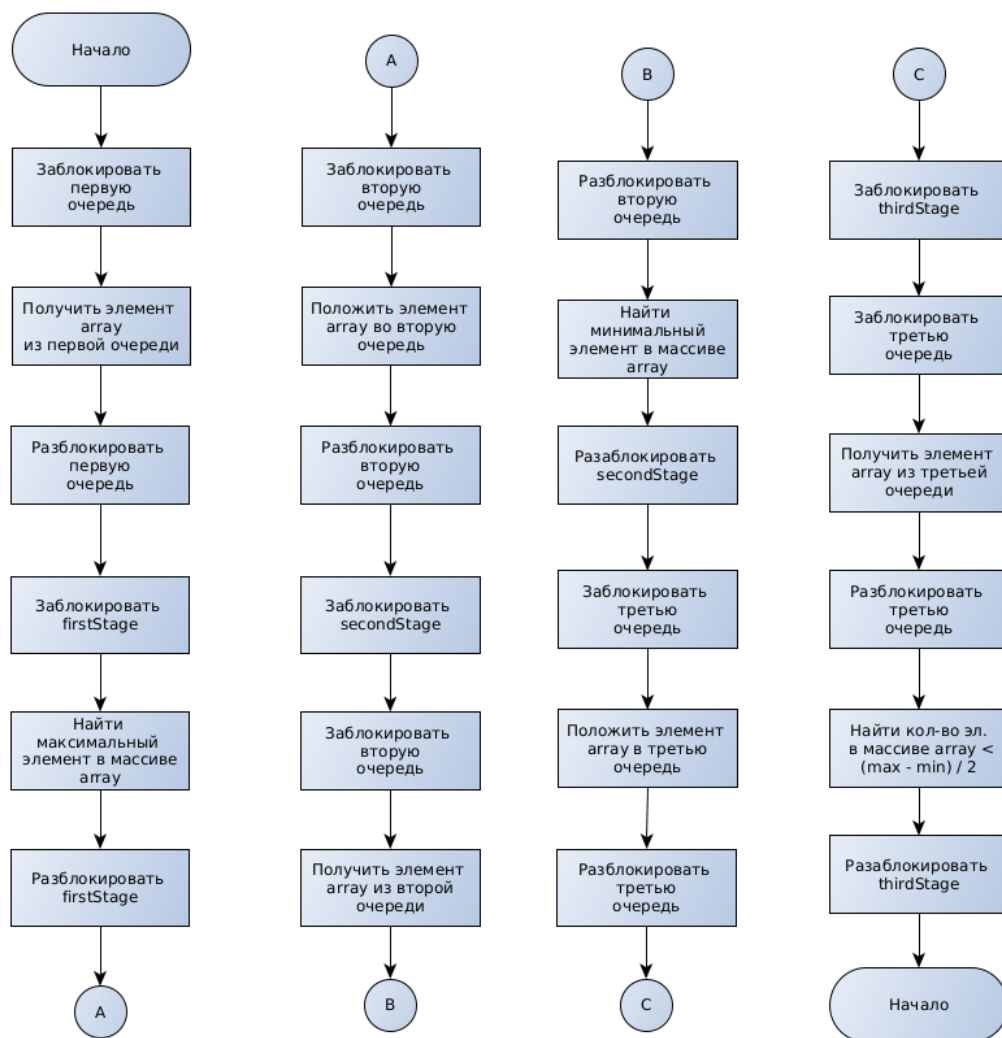 Начало
Заблокировать
первую
очередь
Получить элемент
array
из первой очереди
Разблокировать
первую
очередь
Заблокировать
firstStage
Найти
максимальный
элемент в массиве
array
Разблокировать
firstStage
A
A
Заблокировать
вторую
очередь
Положить элемент
array во вторую
очередь
Разблокировать
вторую
очередь
Заблокировать
secondStage
Заблокировать
вторую
очередь
Получить элемент
array из второй
очереди
B
B
Разблокировать
вторую
очередь
Найти
минимальный
элемент в массиве
array
Разаблокировать
secondStage
Заблокировать
третью
очередь
Положить элемент
array в третью
очередь
Разблокировать
третью
очередь
C
C
Заблокировать
thirdStage
Заблокировать
третью
очередь
Получить элемент
array из третьей
очереди
Разблокировать
третью
очередь
Найти кол-во эл.
в массиве array <
(max - min) / 2
Разаблокировать
thirdStage
Начало